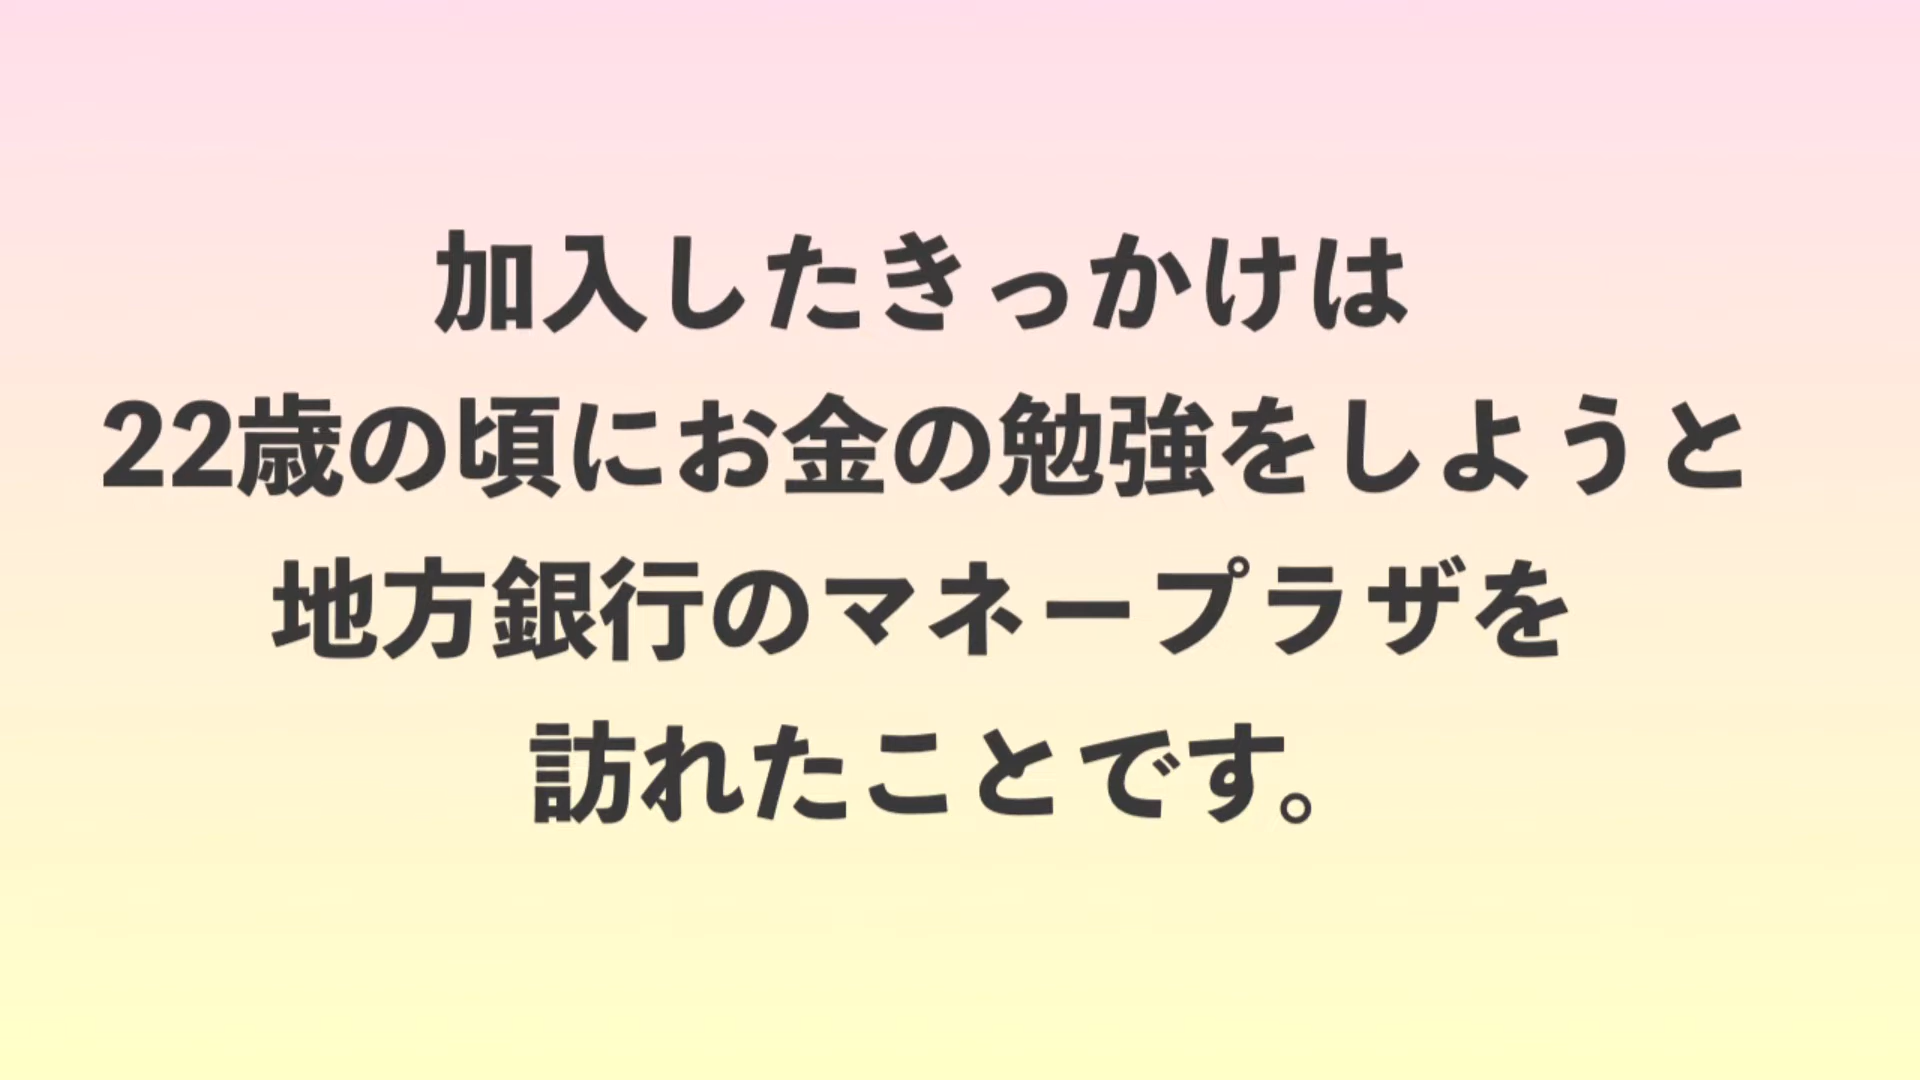 加入したきっかけは
22歳の頃にお金の勉強をしようと
地方銀行のマネープラザを
訪れたことです。